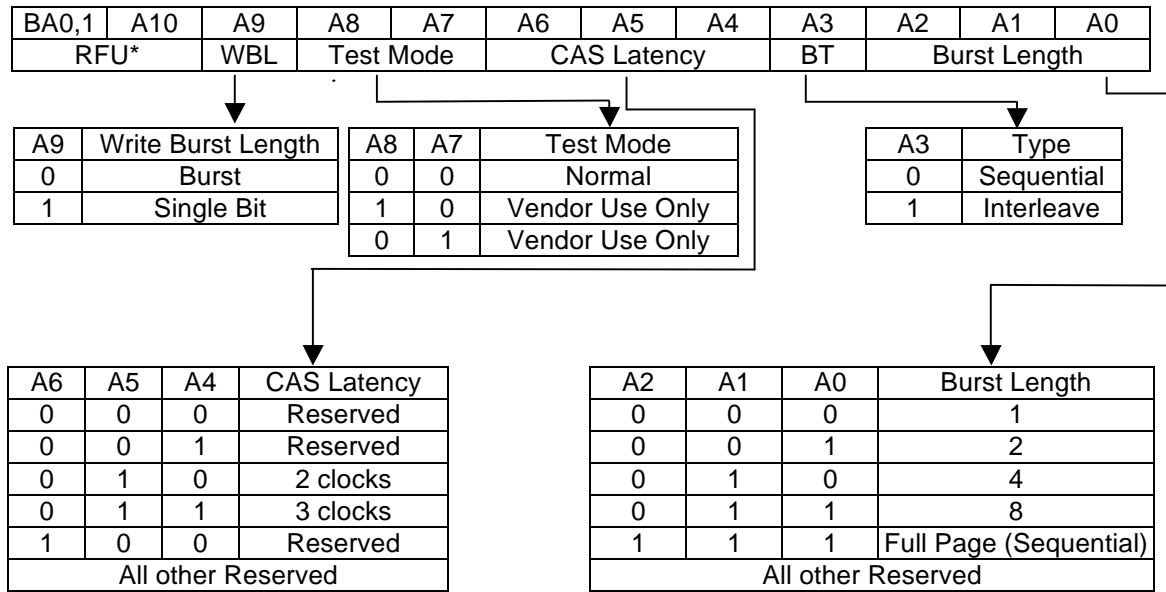 BA0,1 A10 A9 A8 A7 A6 A5 A4 A3 A2 A1 A0
RFU* WBL Test Mode CAS Latency BT Burst Length
A9 Write Burst Length
0 Burst
1 Single Bit
A8 A7 Test Mode
0 0 Normal
1 0 Vendor Use Only
0 1 Vendor Use Only
A3 Type
0 Sequential
1 Interleave
A6 A5 A4 CAS Latency
0 0 0 Reserved
0 0 1 Reserved
0 1 0 2 clocks
0 1 1 3 clocks
1 0 0 Reserved
All other Reserved
A2 A1 A0 Burst Length
0 0 0 1
0 0 1 2
0 1 0 4
0 1 1 8
1 1 1 Full Page (Sequential)
All other Reserved